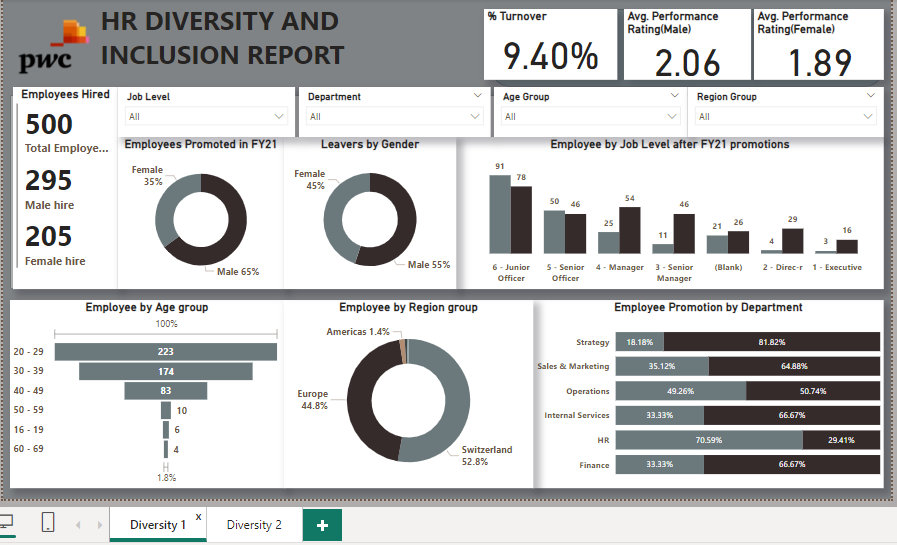 pwc
HR DIVERSITY AND
INCLUSION REPORT
% Turnover
9.40%
Avg. Performance
Rating(Male)
2.06
Avg. Performance
Rating(Female)
1.89
Employees Hired
500
Total Employe...
295
Male hire
205
Female hire
Job Level
All
Department
All
Age Group
All
Region Group
All
Employees Promoted in FY21
Female
35%
Male 65%
Leavers by Gender
Female
45%
Male 55%
Employee by Job Level after FY21 promotions
91
78
50
46
25
54
11
46
21
26
4
29
3
16
6 - Junior
Officer
5 - Senior
Officer
4 - Manager
3 - Senior
Manager
(Blank)
2 - Direc-r
1 - Executive
Employee by Age group
100%
20 - 29
223
30 - 39
174
40 - 49
83
50 - 59
10
16 - 19
6
60 - 69
4
1.8%
Employee by Region group
Americas 1.4%
Europe
44.8%
Switzerland
52.8%
Employee Promotion by Department
Strategy
18.18%
81.82%
Sales & Marketing
35.12%
64.88%
Operations
49.26%
50.74%
Internal Services
33.33%
66.67%
HR
70.59%
29.41%
Finance
33.33%
66.67%
Diversity 1
x
Diversity 2
+